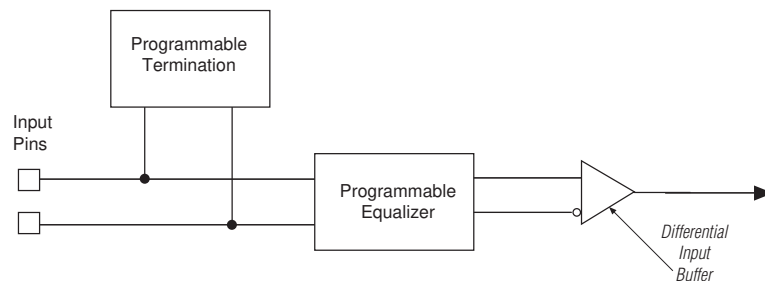 Programmable
Termination
Input
Pins
Programmable
Equalizer
Differential
Input
Buffer